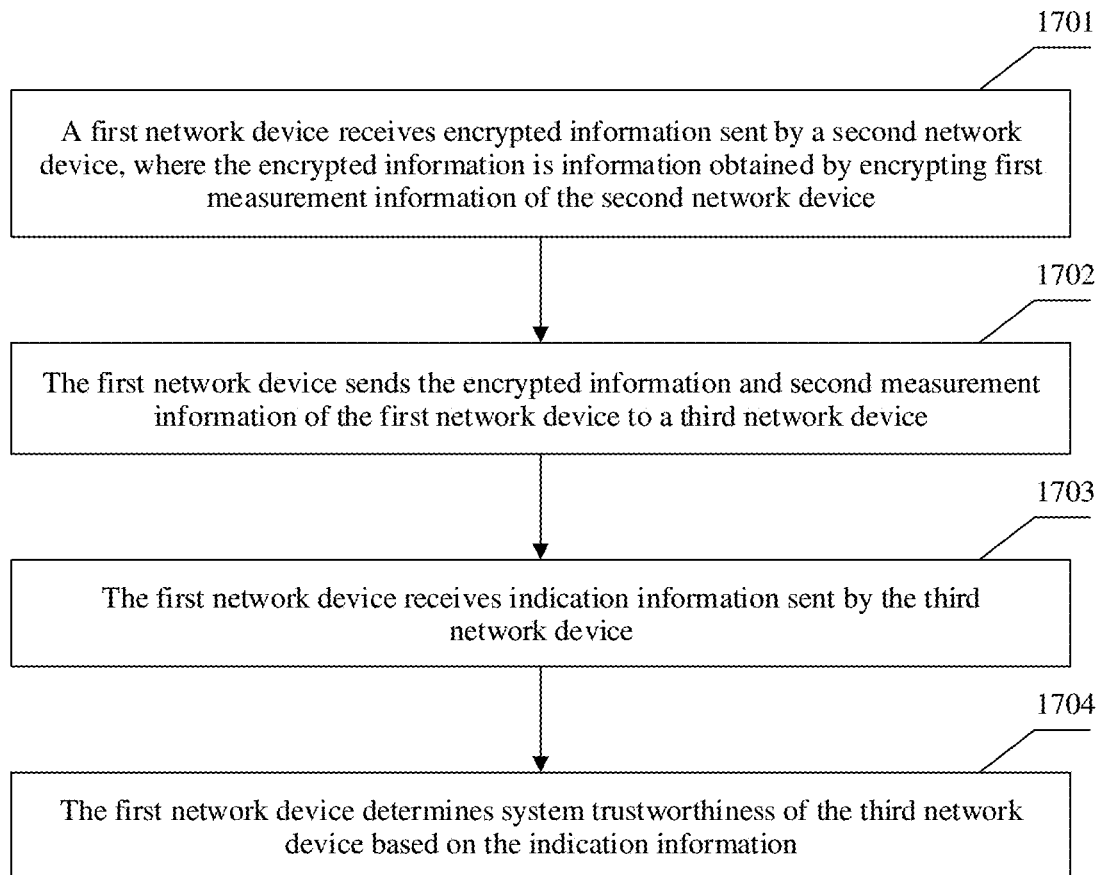 1701
A first network device receives encrypted information sent by a second network
device, where the encrypted information is information obtained by encrypting first
measurement information of the second network device
1702
The first network device sends the encrypted information and second measurement
information of the first network device to a third network device
1703
The first network device receives indication information sent by the third
network device
1704
The first network device determines system trustworthiness of the third network
device based on the indication information